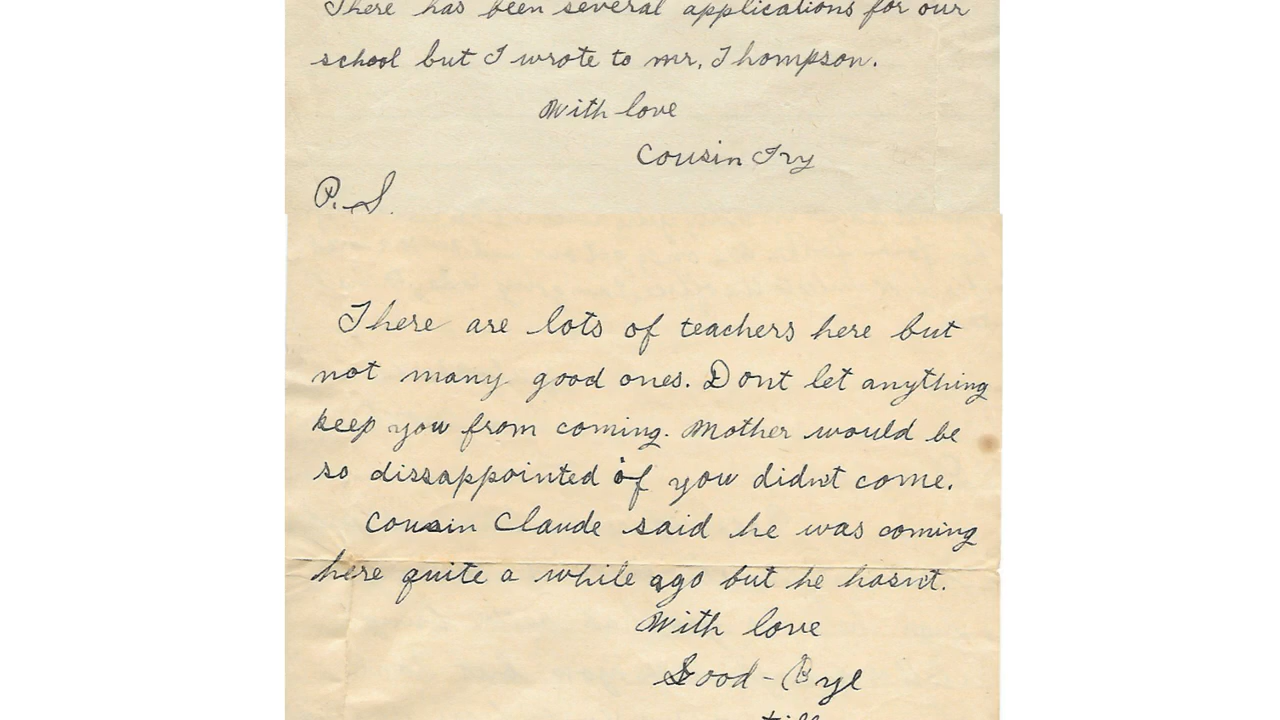 There has been several applications for our
school but I wrote to mr. Thompson.
With love
Cousin Ivy
P.S.
There are lots of teachers here but
not many good ones. Dont let anything
keep you from coming. Mother would be
so dissappointed if you didn't come.
Cousin Claude said he was coming
here quite a while ago but he hasn't.
With love
Good-Bye